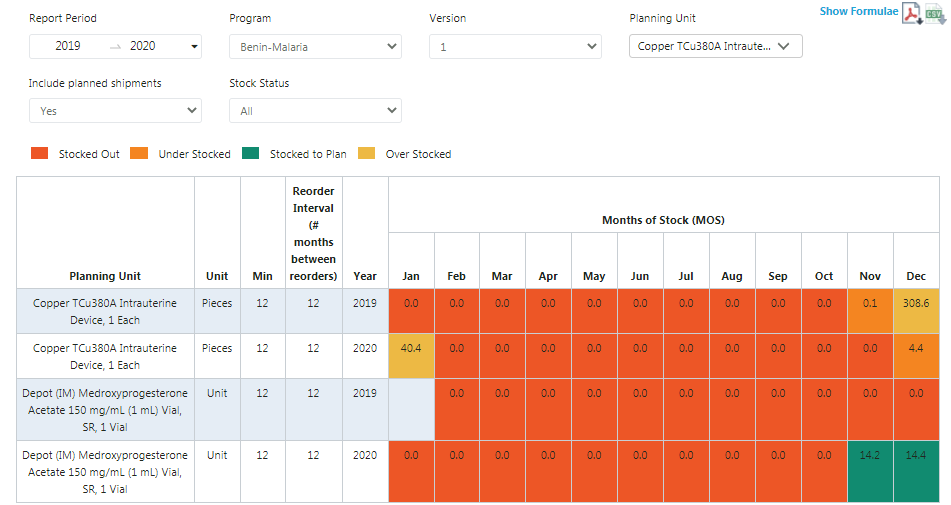 Show Formulae CSV
Report Period Program Version Planning Unit
2019 → 2020 Benin-Malaria 1 Copper TCu380A Intraute...
Include planned shipments Stock Status
Yes All
Stocked Out Under Stocked Stocked to Plan Over Stocked
Planning Unit Unit Min Reorder Interval (# months between reorders) Year Months of Stock (MOS)
Jan Feb Mar Apr May Jun Jul Aug Sep Oct Nov Dec
Copper TCu380A Intrauterine Pieces 12 12 2019 0.0 0.0 0.0 0.0 0.0 0.0 0.0 0.0 0.0 0.0 0.1 308.6
Device, 1 Each
Copper TCu380A Intrauterine Pieces 12 12 2020 40.4 0.0 0.0 0.0 0.0 0.0 0.0 0.0 0.0 0.0 0.0 4.4
Device, 1 Each
Depot (IM) Medroxyprogesterone Unit 12 12 2019 0.0 0.0 0.0 0.0 0.0 0.0 0.0 0.0 0.0 0.0 0.0
Acetate 150 mg/mL (1 mL) Vial,
SR, 1 Vial
Depot (IM) Medroxyprogesterone Unit 12 12 2020 0.0 0.0 0.0 0.0 0.0 0.0 0.0 0.0 0.0 0.0 14.2 14.4
Acetate 150 mg/mL (1 mL) Vial,
SR, 1 Vial